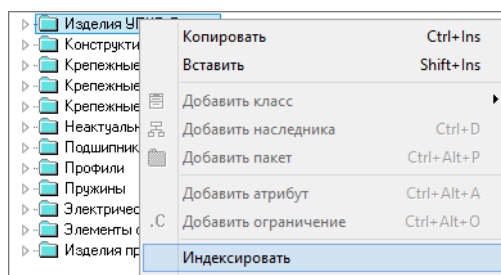 Изделия
Конструкти
Крепежные
Крепежные
Крепежные
Неактуальн
Подшипник
Профили
Пружины
Электричес
Элементы
Изделия пр
Копировать Ctrl+Ins
Вставить Shift+Ins
Добавить класс
Добавить наследника Ctrl+D
Добавить пакет Ctrl+Alt+P
Добавить атрибут Ctrl+Alt+A
.C Добавить ограничение Ctrl+Alt+O
Индексировать